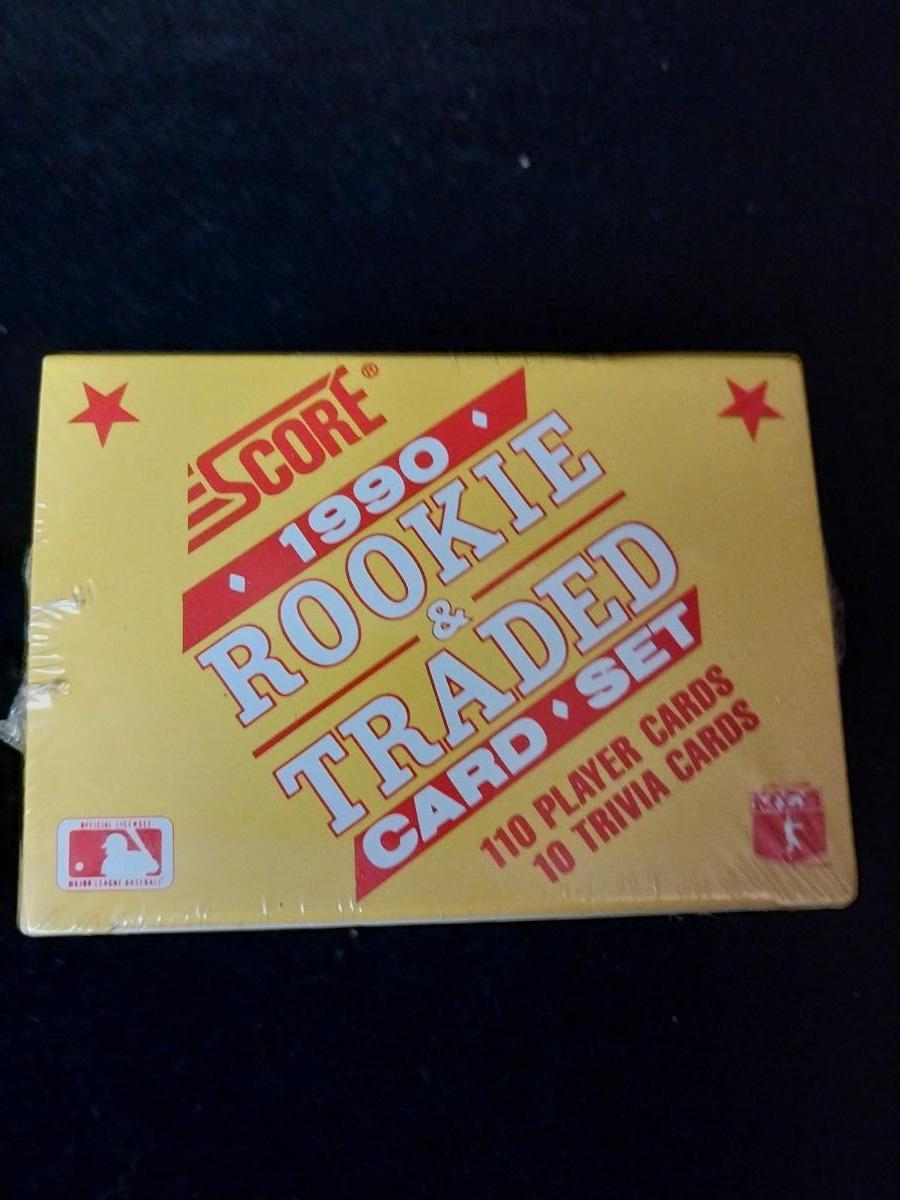 SCORE®
1990
ROOKIE
&
TRADED
CARD SET
110 PLAYER CARDS
10 TRIVIA CARDS
OFFICIAL LICENSEE
MAJOR LEAGUE BASEBALL